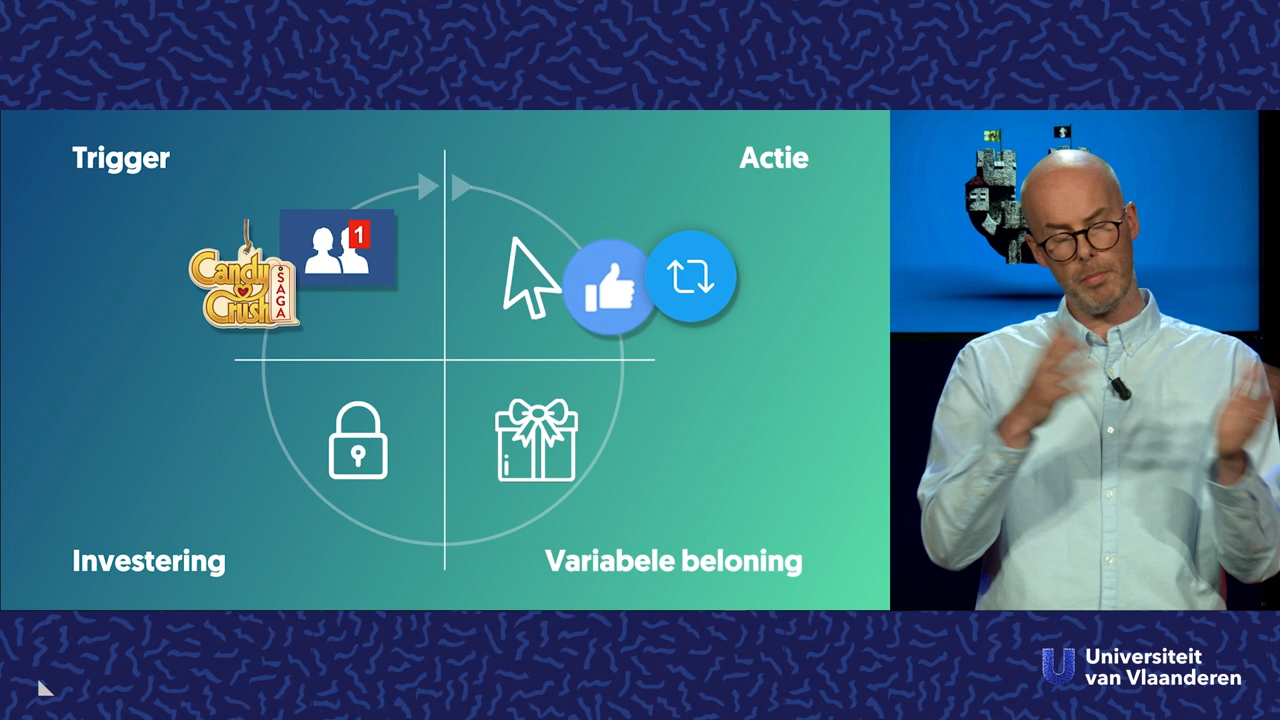 Trigger
Actie
1
Candy
Crush
SAGA
Investering
Variabele beloning
Universiteit
van Vlaanderen